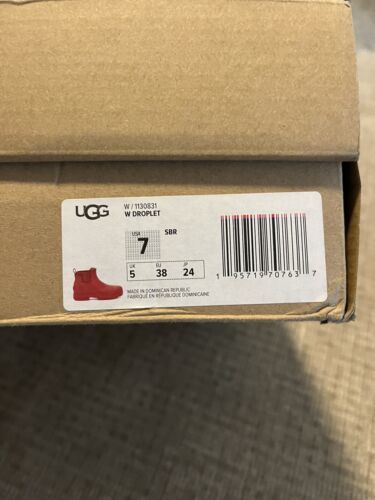 UGG
W / 1130831
W DROPLET
USA
7
SBR
UK EU JP
5 38 24
1 95719 70763 7
MADE IN DOMINICAN REPUBLIC
FABRIQUÉ EN RÉPUBLIQUE DOMINICAINE